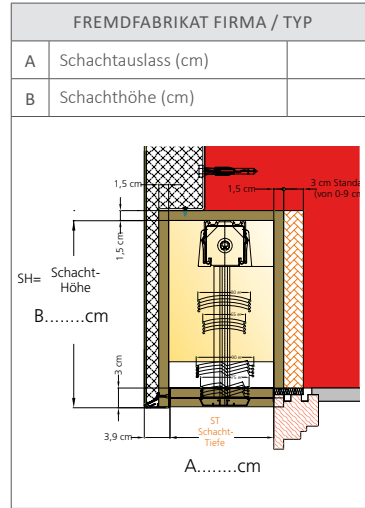 FREMDFABRIKAT FIRMA / TYP
A Schachtauslass (cm)
B Schachthöhe (cm)
1,5 cm
1,5 cm
3 cm Standa
(von 0-9 cm
1,5 cm
SH= Schacht-
Höhe
B........cm
3 cm
3,9 cm
ST
Schacht-
Tiefe
A........cm